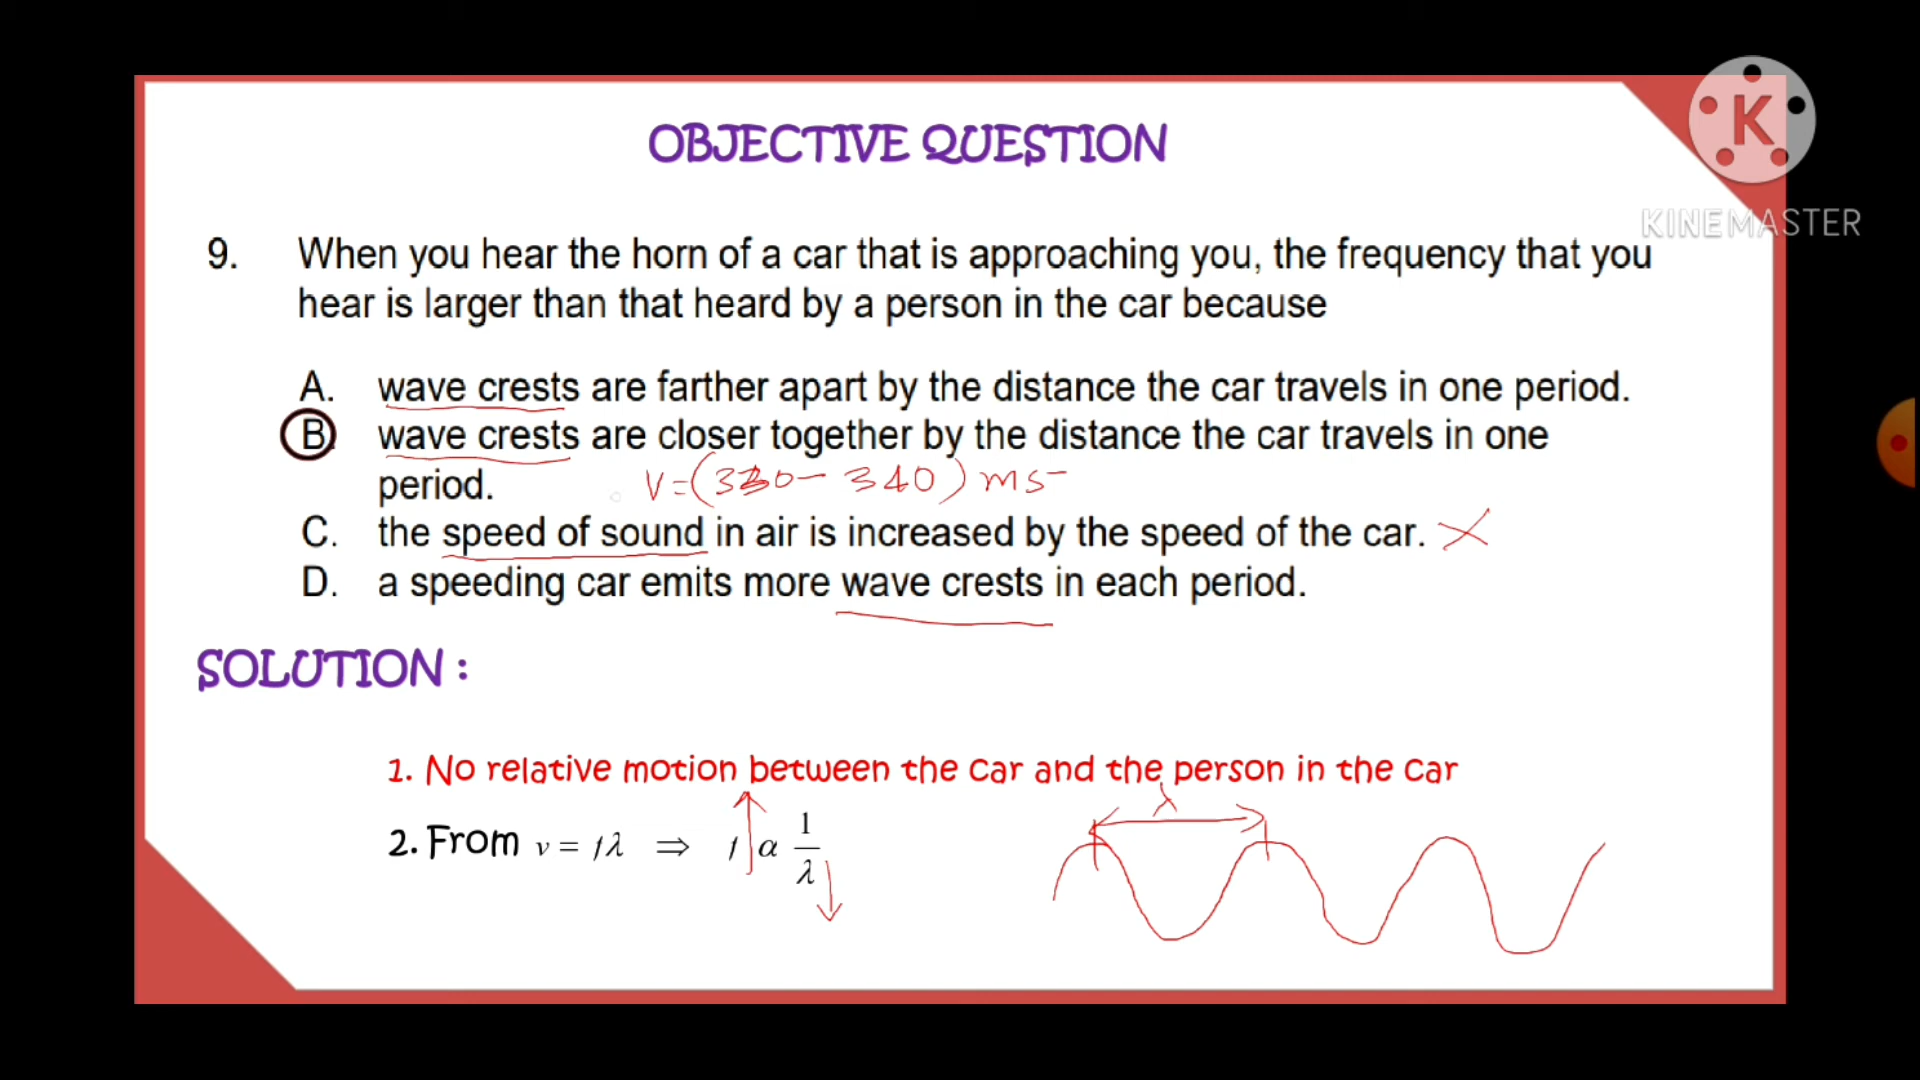 K
KINEMASTER
OBJECTIVE QUESTION
9. When you hear the horn of a car that is approaching you, the frequency that you
hear is larger than that heard by a person in the car because
A. wave crests are farther apart by the distance the car travels in one period.
B. wave crests are closer together by the distance the car travels in one
period. V=(330- 340) ms-
C. the speed of sound in air is increased by the speed of the car. X
D. a speeding car emits more wave crests in each period.
SOLUTION :
1. No relative motion between the car and the person in the car
λ
2. From v = fλ ⇒ f α 1/λ